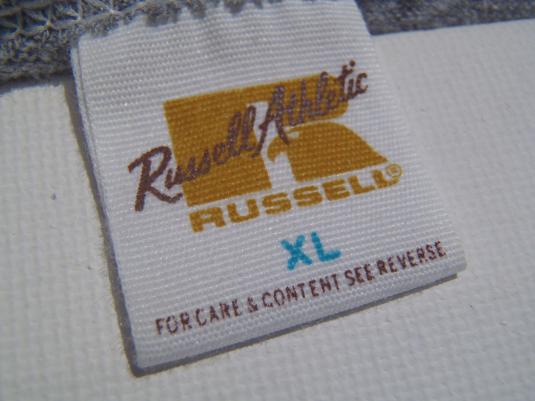 Russell Athletic
RUSSELL®
XL
FOR CARE & CONTENT SEE REVERSE